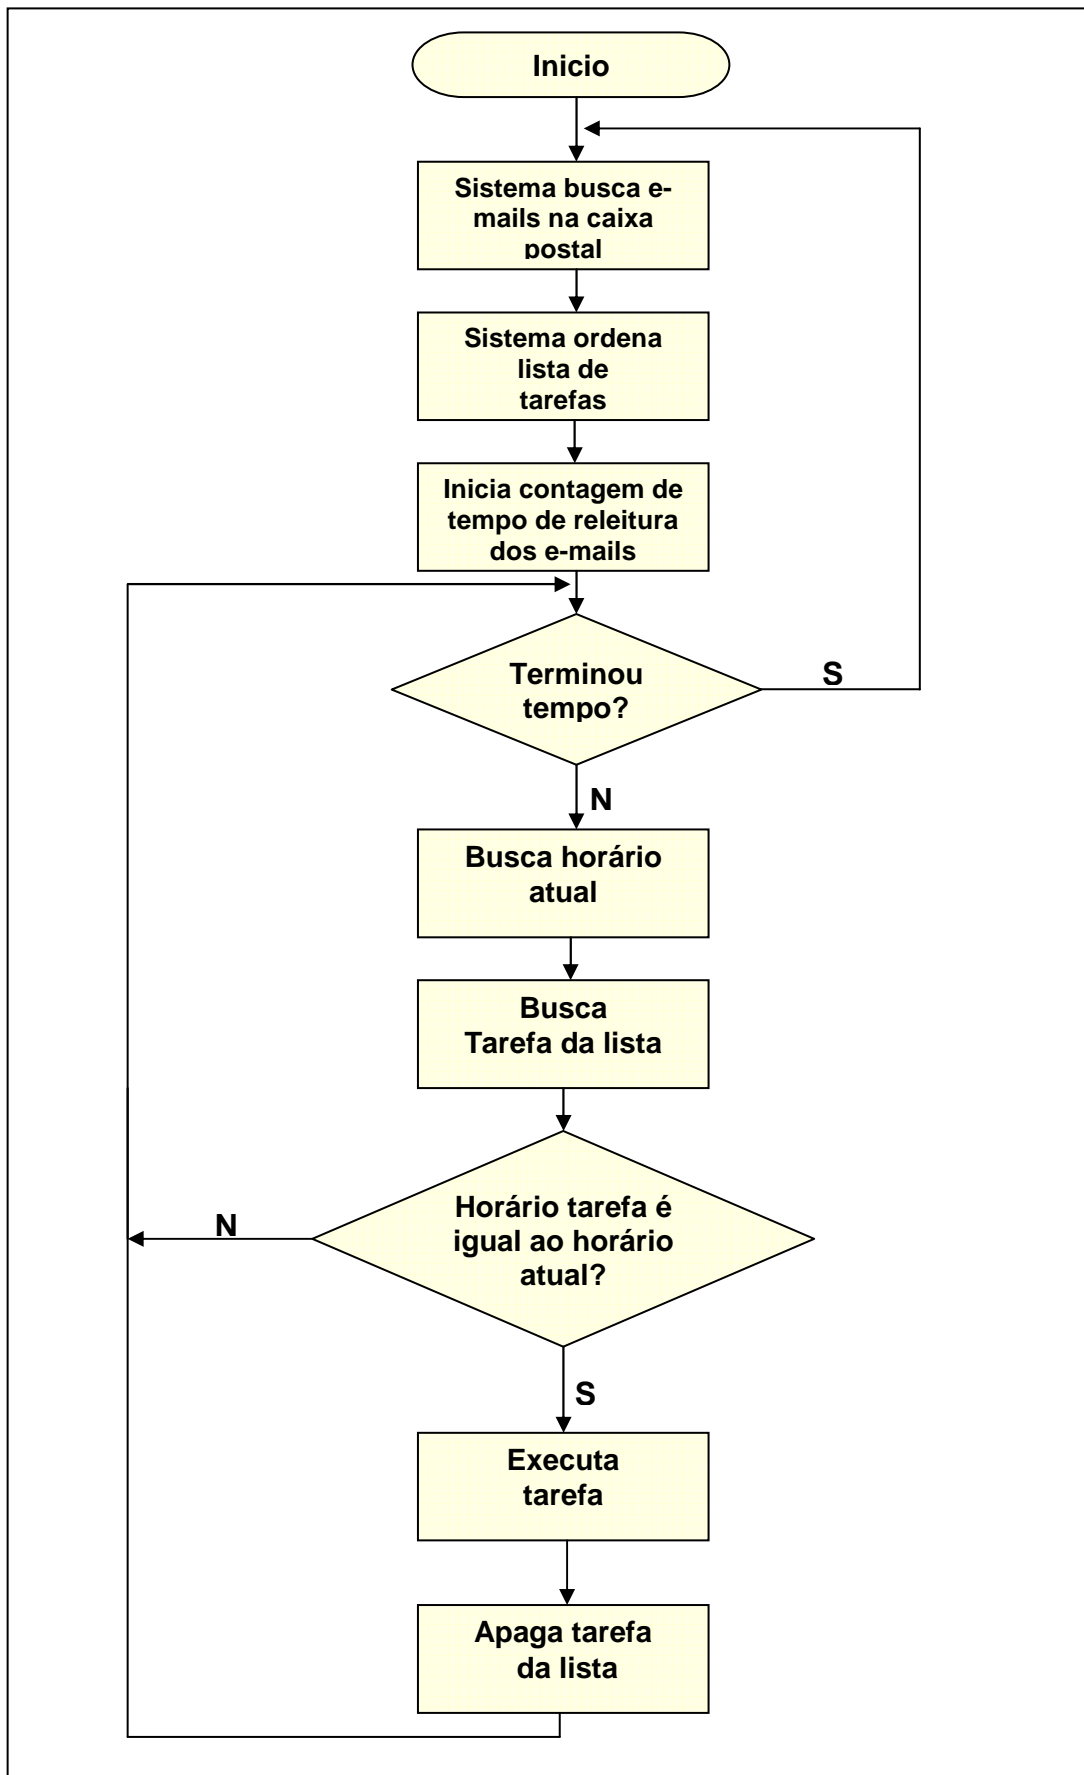 Inicio
Sistema busca e-
mails na caixa
postal
Sistema ordena
lista de
tarefas
Inicia contagem de
tempo de releitura
dos e-mails
Terminou
tempo?
S
N
Busca horário
atual
Busca
Tarefa da lista
Horário tarefa é
igual ao horário
atual?
N
S
Executa
tarefa
Apaga tarefa
da lista